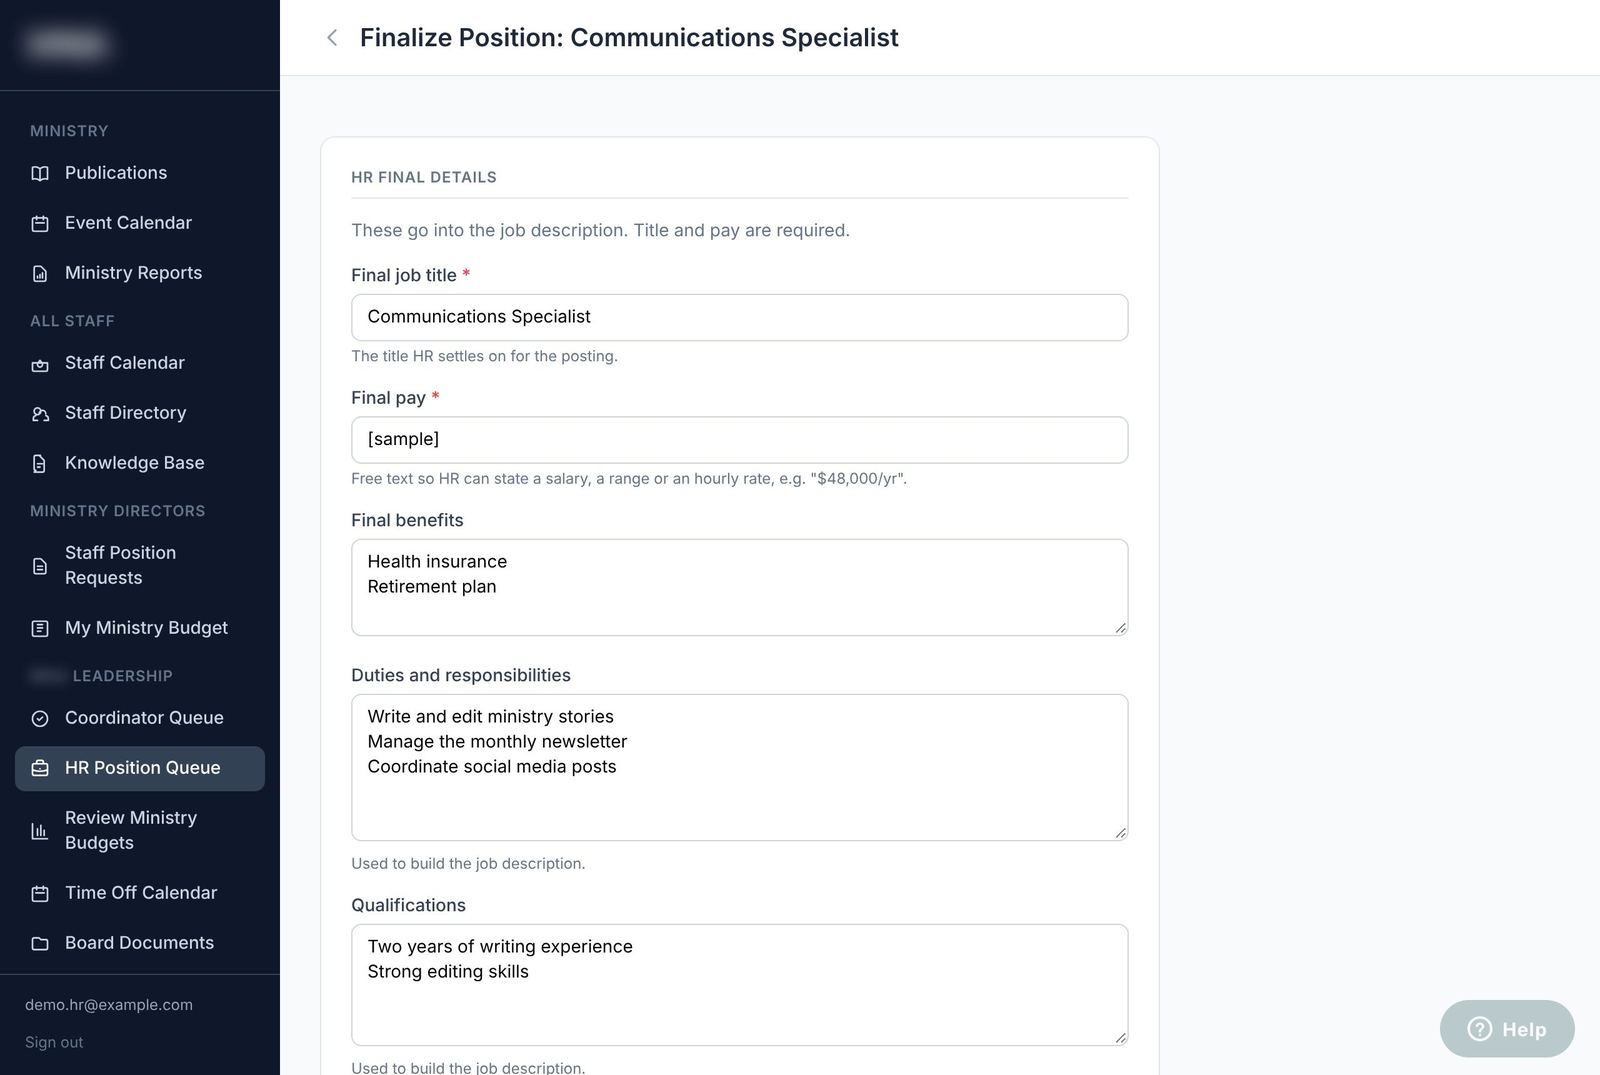 Finalize Position: Communications Specialist
MINISTRY
Publications
Event Calendar
Ministry Reports
ALL STAFF
Staff Calendar
Staff Directory
Knowledge Base
MINISTRY DIRECTORS
Staff Position
Requests
My Ministry Budget
LEADERSHIP
Coordinator Queue
HR Position Queue
Review Ministry
Budgets
Time Off Calendar
Board Documents
demo.hr@example.com
Sign out
HR FINAL DETAILS
These go into the job description. Title and pay are required.
Final job title *
Communications Specialist
The title HR settles on for the posting.
Final pay *
[sample]
Free text so HR can state a salary, a range or an hourly rate, e.g. "$48,000/yr".
Final benefits
Health insurance
Retirement plan
Duties and responsibilities
Write and edit ministry stories
Manage the monthly newsletter
Coordinate social media posts
Used to build the job description.
Qualifications
Two years of writing experience
Strong editing skills
Used to build the job description.
Help